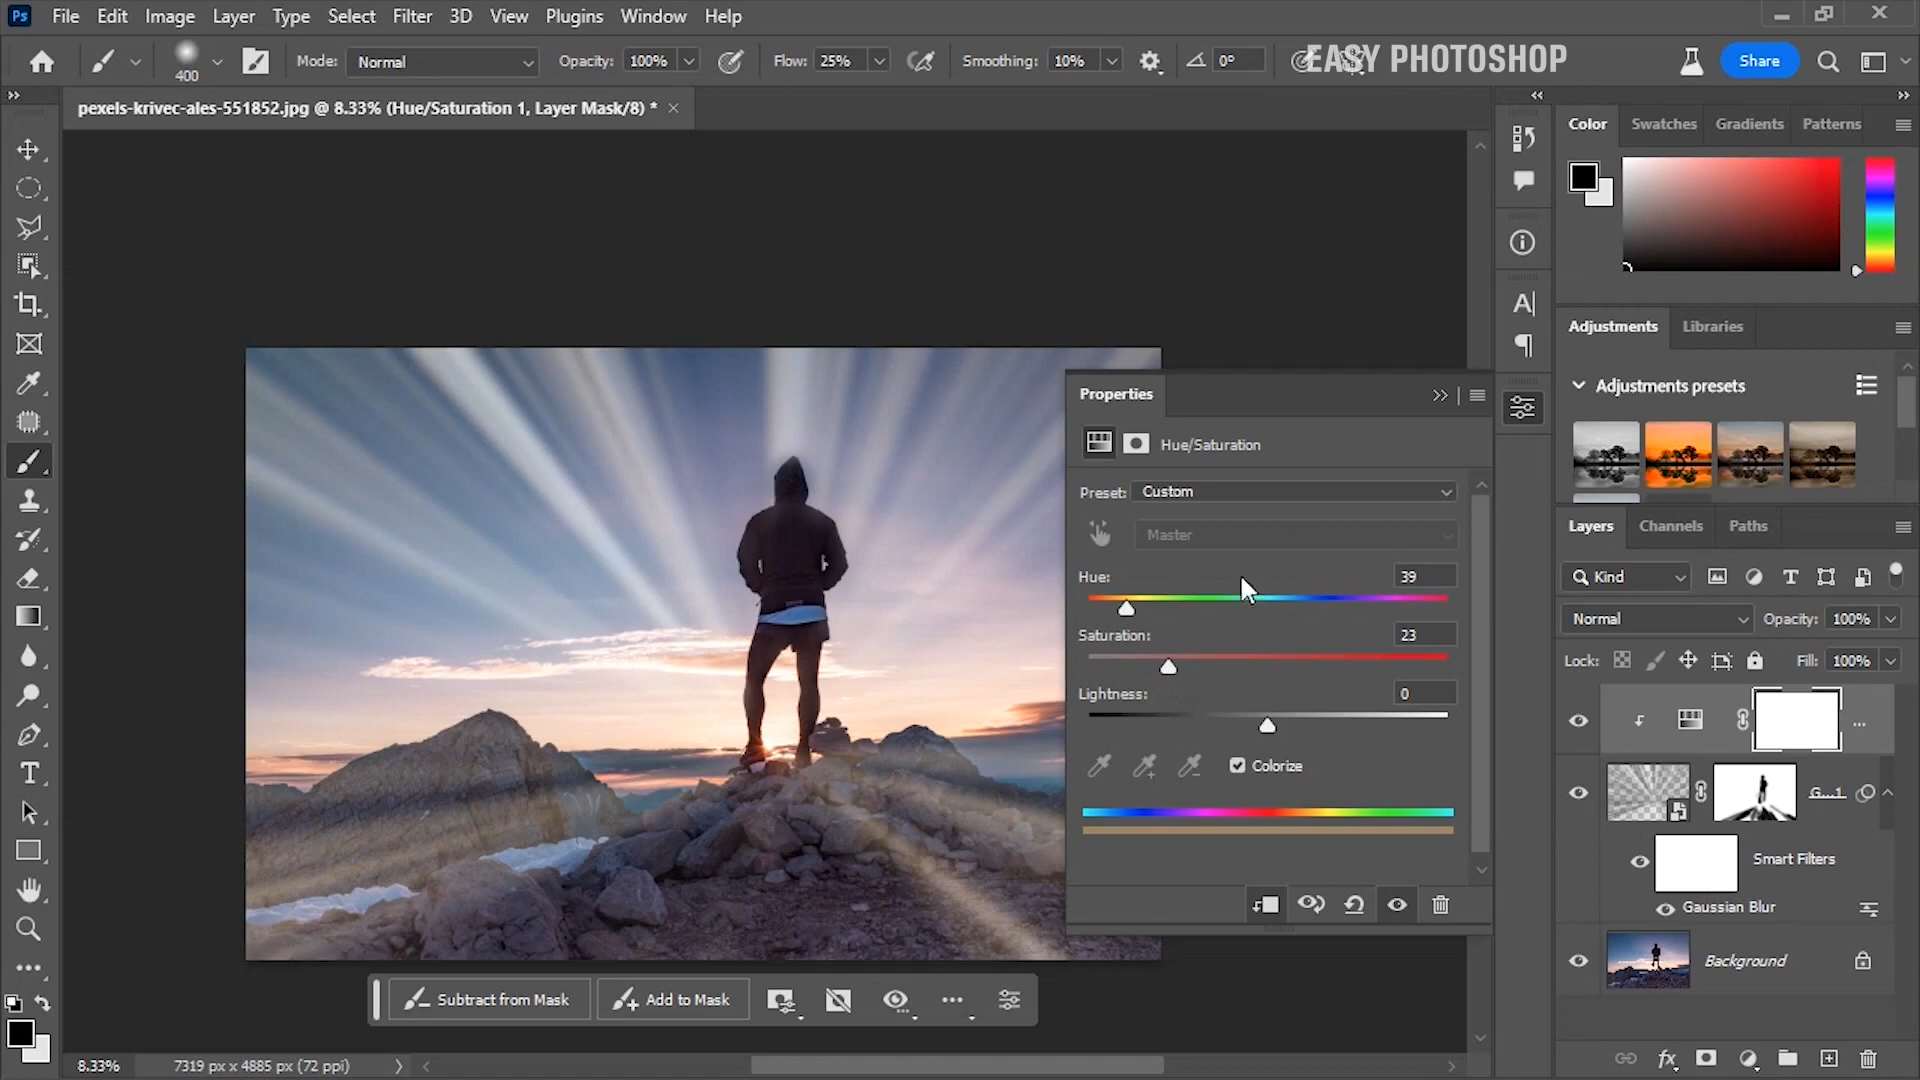 Ps File Edit Image Layer Type Select Filter 3D View Plugins Window Help
400 Mode: Normal Opacity: 100% Flow: 25% Smoothing: 10% 0° EASY PHOTOSHOP Share
pexels-krivec-ales-551852.jpg @ 8.33% (Hue/Saturation 1, Layer Mask/8) *
Color Swatches Gradients Patterns
Adjustments Libraries
Adjustments presets
Properties
Hue/Saturation
Preset: Custom
Master
Hue: 39
Saturation: 23
Lightness: 0
Colorize
Layers Channels Paths
Kind
Normal Opacity: 100%
Lock: Fill: 100%
...
G...1
Smart Filters
Gaussian Blur
Background
Subtract from Mask Add to Mask
8.33% 7319 px x 4885 px (72 ppi)